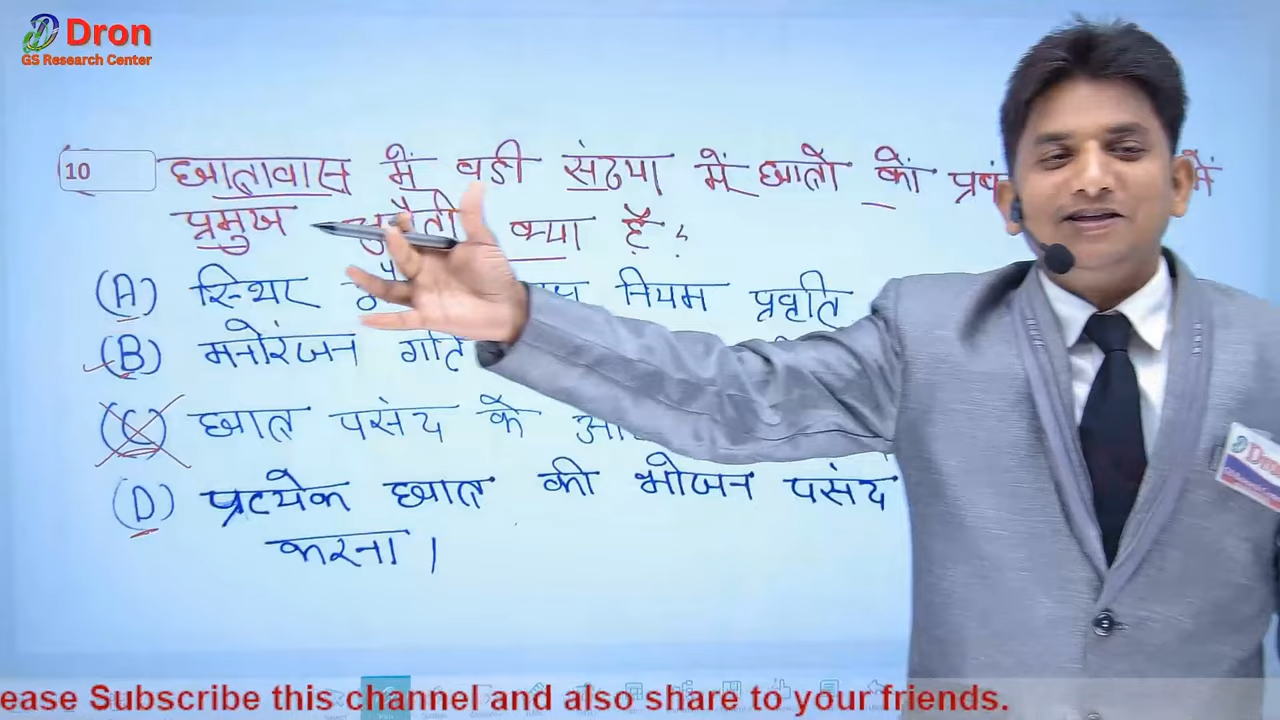 Dron
GS Research Center
10 छात्रावास में बडी संख्या में छात्रों कों में
प्रमुख क्या है ?
(A) स्थिर नियम प्रवृति
(B) मनोरंजन
(C) छात्र पसंद के
(D) प्रत्येक छात्र की भोजन पसंद
करना ।
ease Subscribe this channel and also share to your friends.